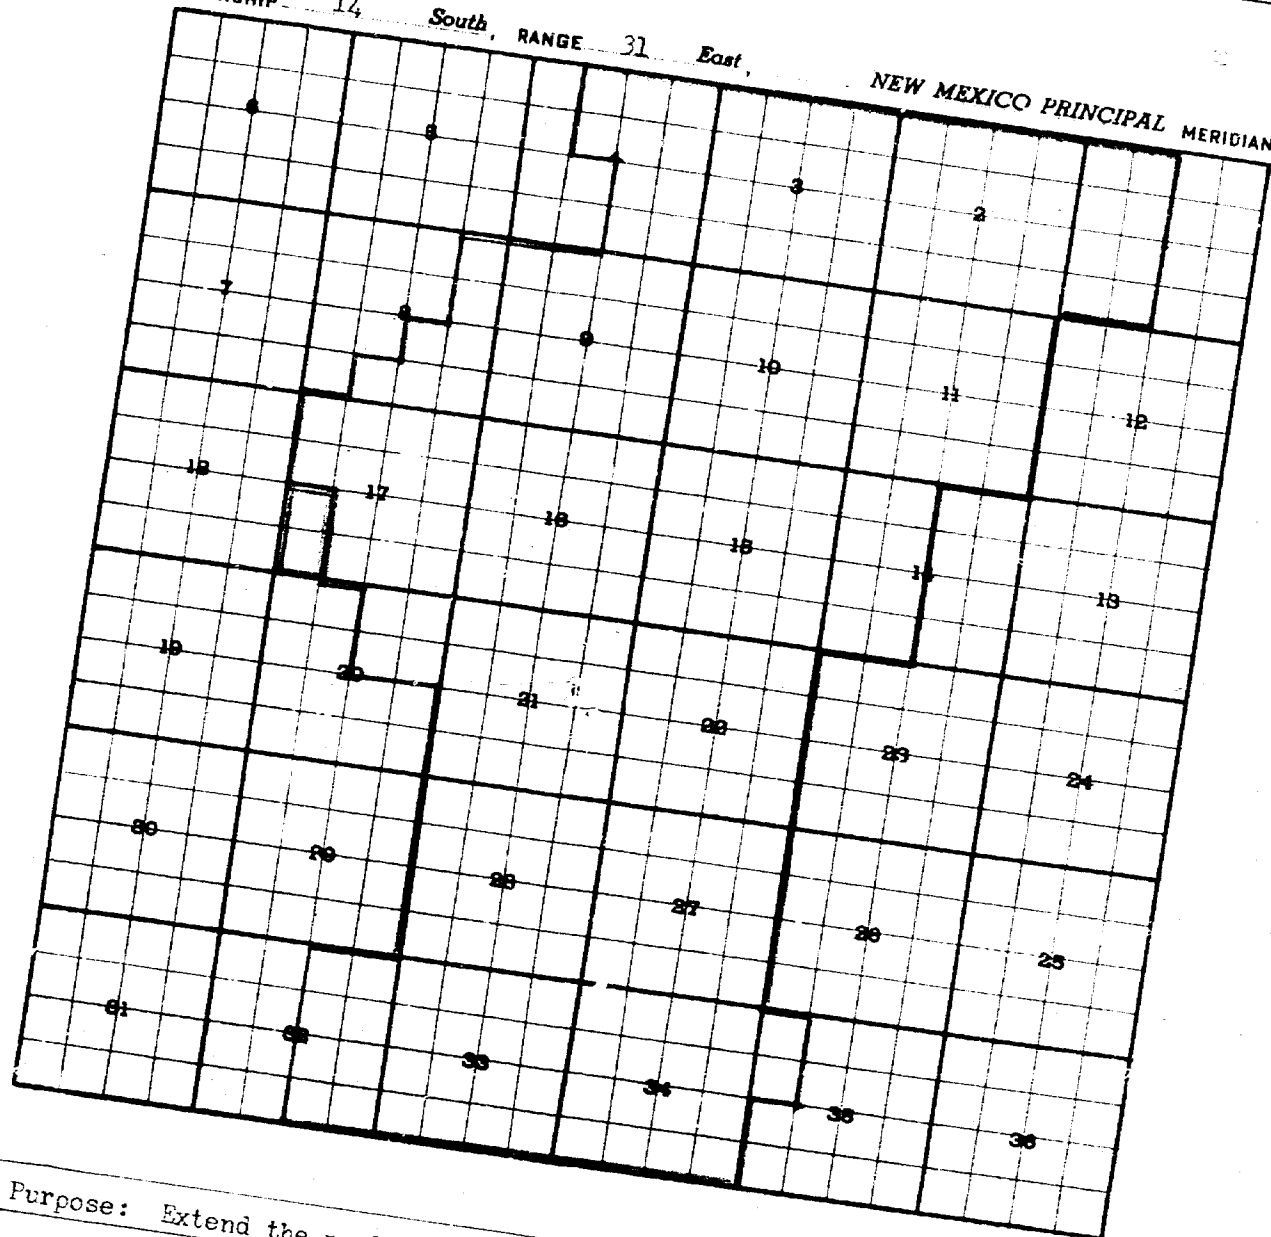 14 South, RANGE 31 East, NEW MEXICO PRINCIPAL MERIDIAN
6 5 3 2
7 8 9 10 11 12
18 17 16 15 14 13
19 20 21 22 23 24
30 29 28 27 26 25
31 32 33 34 35 36
Purpose: Extend the